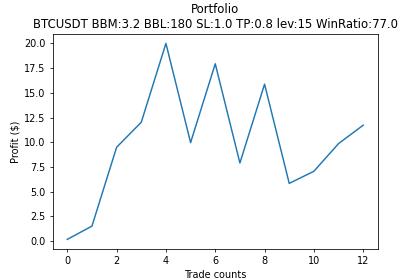 Portfolio
BTCUSDT BBM:3.2 BBL:180 SL:1.0 TP:0.8 lev:15 WinRatio:77.0
20.0
17.5
15.0
12.5
10.0
7.5
5.0
2.5
0.0
Profit ($)
0 2 4 6 8 10 12
Trade counts